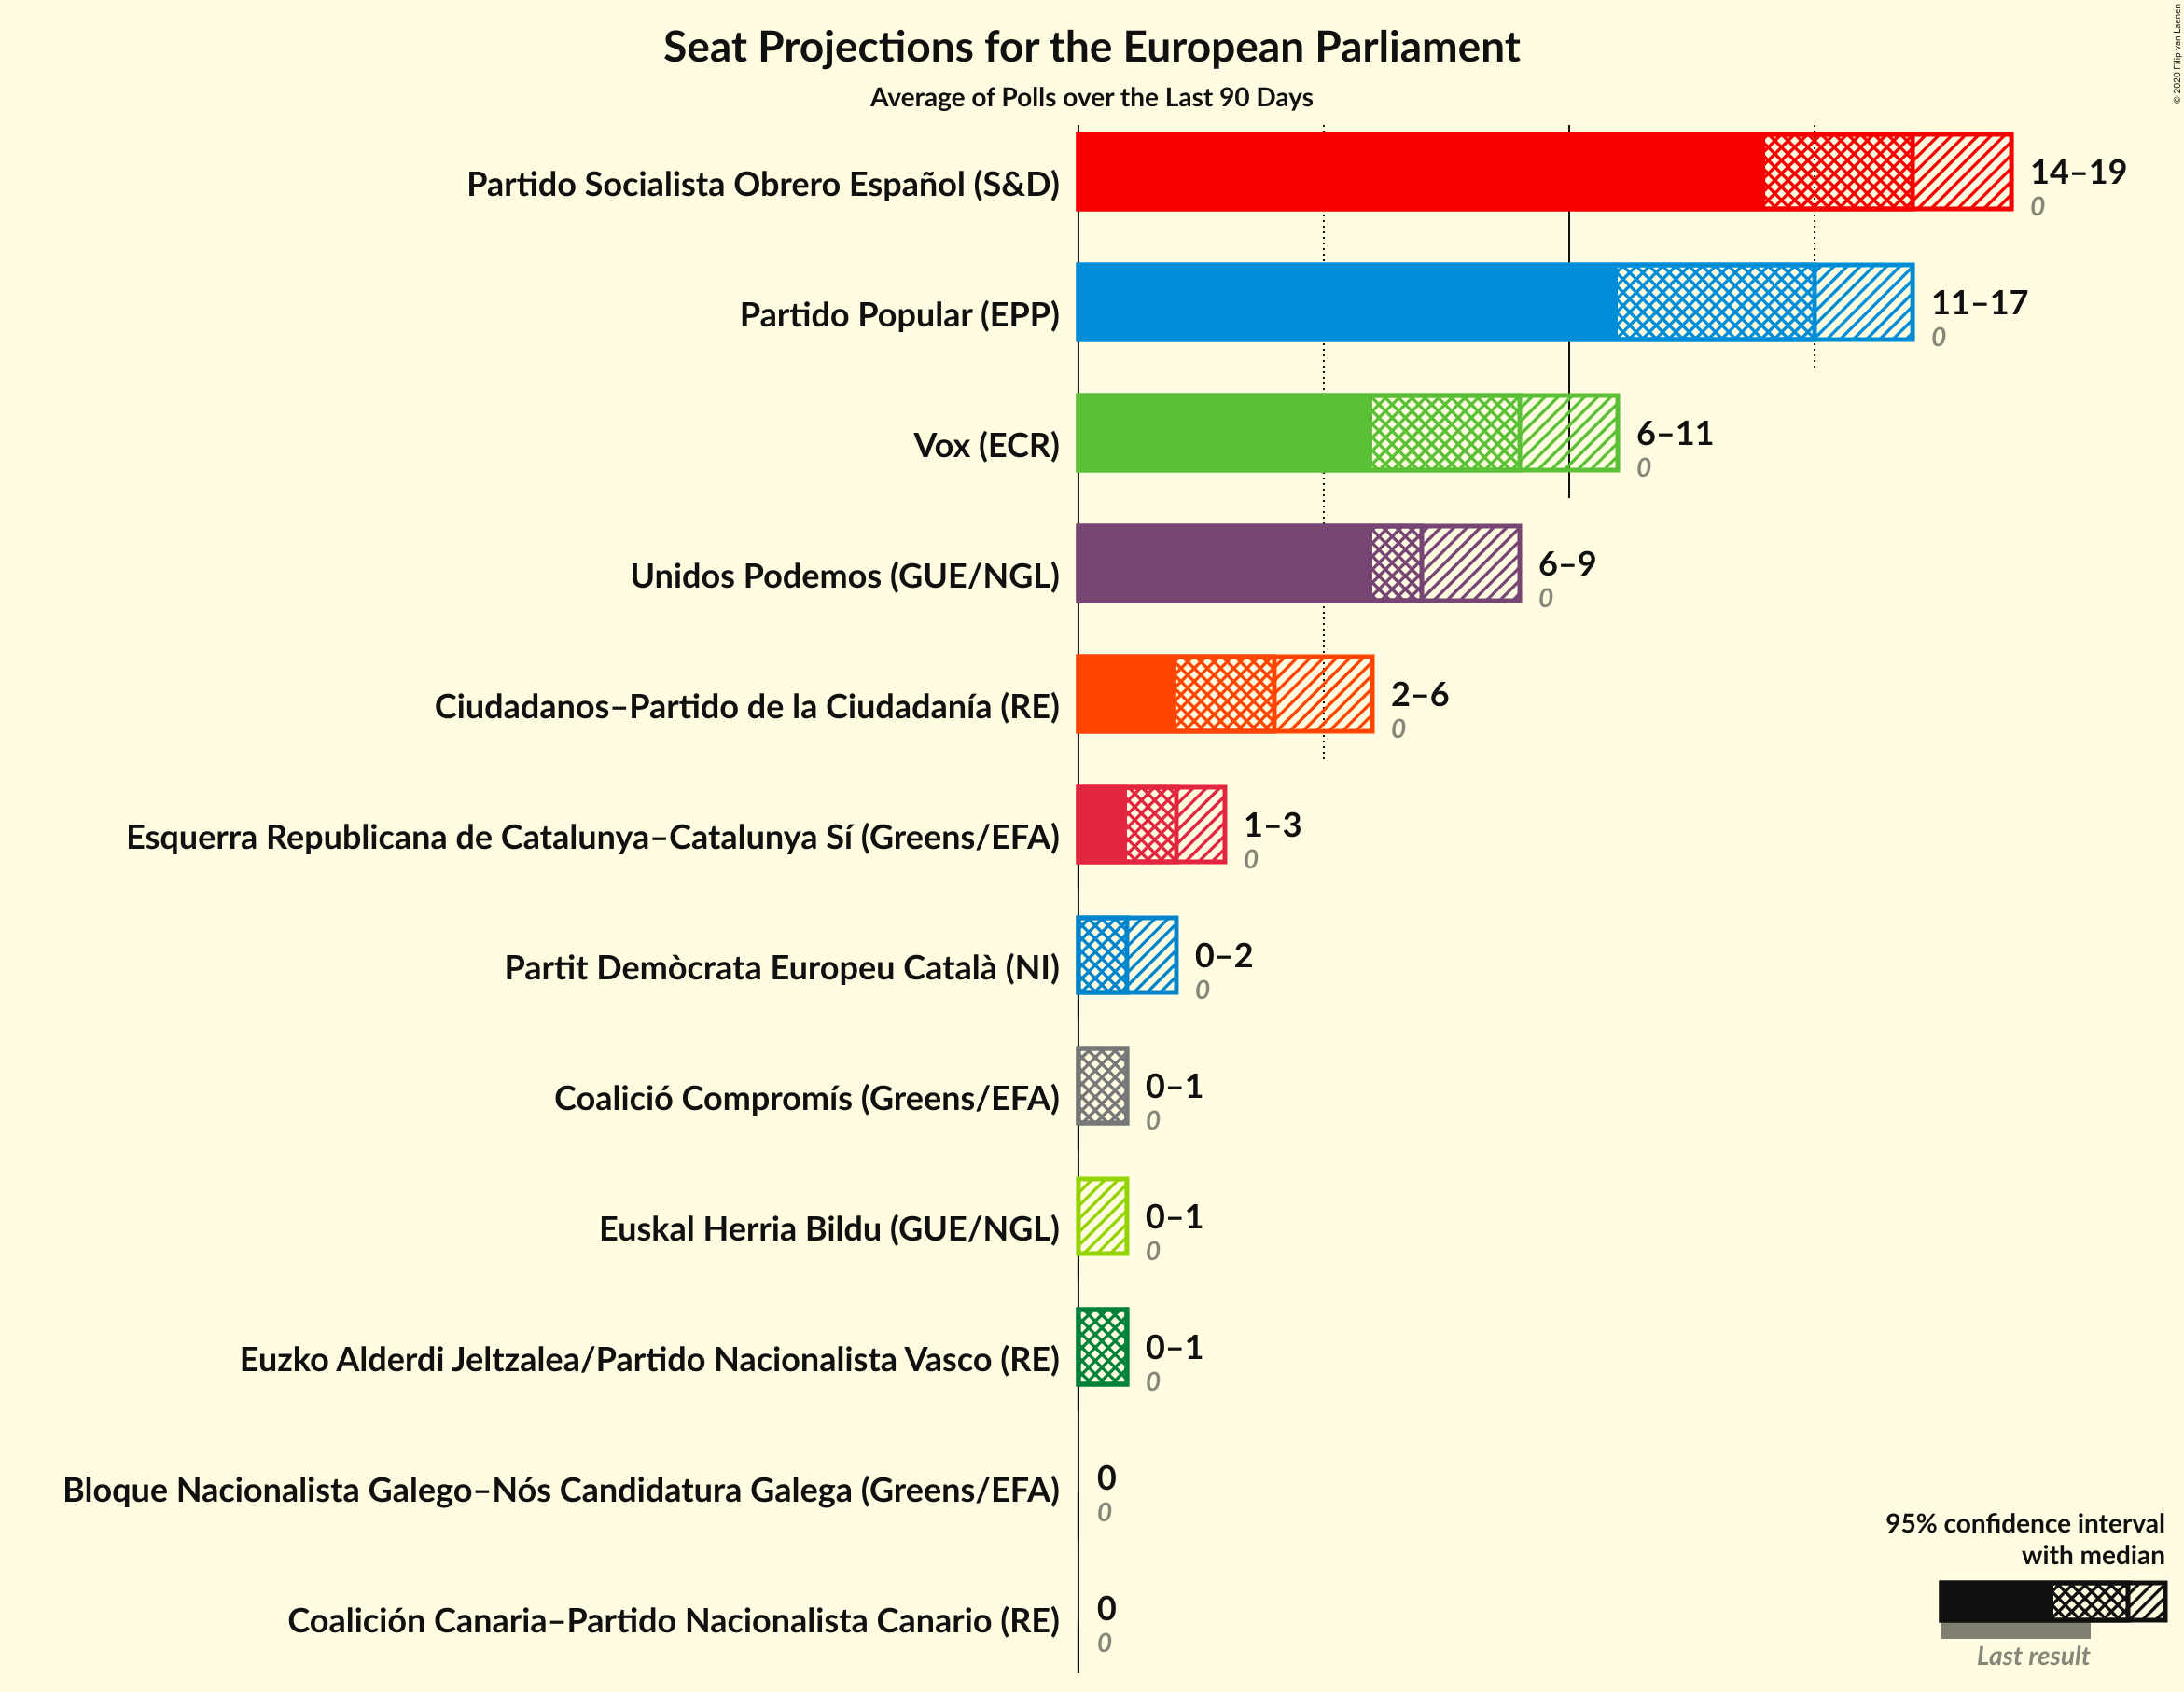 Seat Projections for the European Parliament
Average of Polls over the Last 90 Days
© 2020 Filip van Laenen
Partido Socialista Obrero Español (S&D)
14–19
0
Partido Popular (EPP)
11–17
0
Vox (ECR)
6–11
0
Unidos Podemos (GUE/NGL)
6–9
0
Ciudadanos–Partido de la Ciudadanía (RE)
2–6
0
Esquerra Republicana de Catalunya–Catalunya Sí (Greens/EFA)
1–3
0
Partit Demòcrata Europeu Català (NI)
0–2
0
Coalició Compromís (Greens/EFA)
0–1
0
Euskal Herria Bildu (GUE/NGL)
0–1
0
Euzko Alderdi Jeltzalea/Partido Nacionalista Vasco (RE)
0–1
0
Bloque Nacionalista Galego–Nós Candidatura Galega (Greens/EFA)
0
0
Coalición Canaria–Partido Nacionalista Canario (RE)
0
0
95% confidence interval
with median
Last result